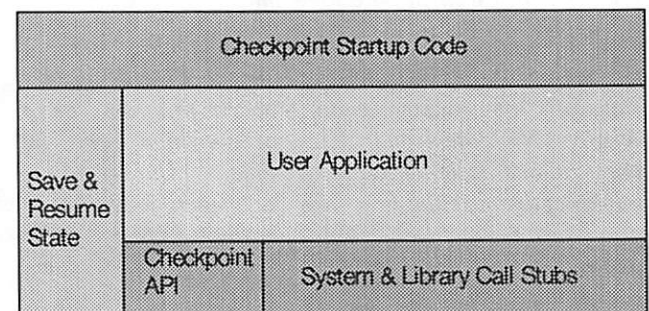 Checkpoint Startup Code
User Application
Save &
Resume
State
Checkpoint
API
System & Library Call Stubs